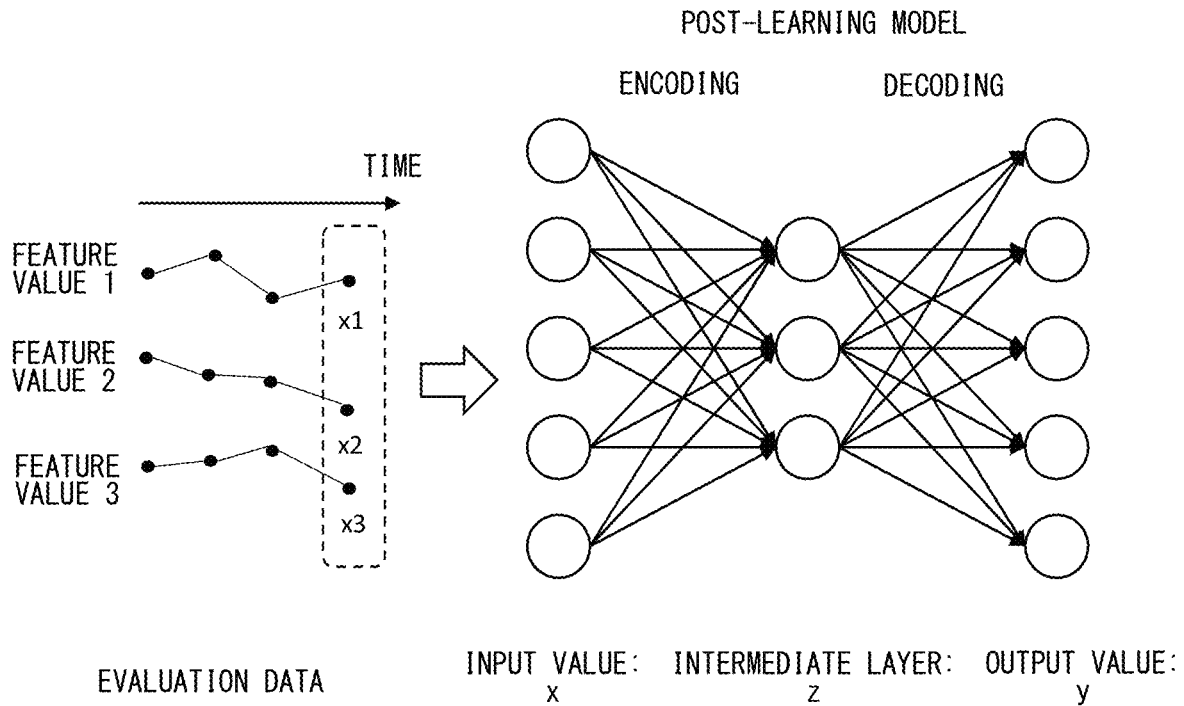 POST-LEARNING MODEL
ENCODING
DECODING
TIME
FEATURE
VALUE 1
x1
FEATURE
VALUE 2
x2
FEATURE
VALUE 3
x3
EVALUATION DATA
INPUT VALUE:
x
INTERMEDIATE LAYER:
z
OUTPUT VALUE:
y